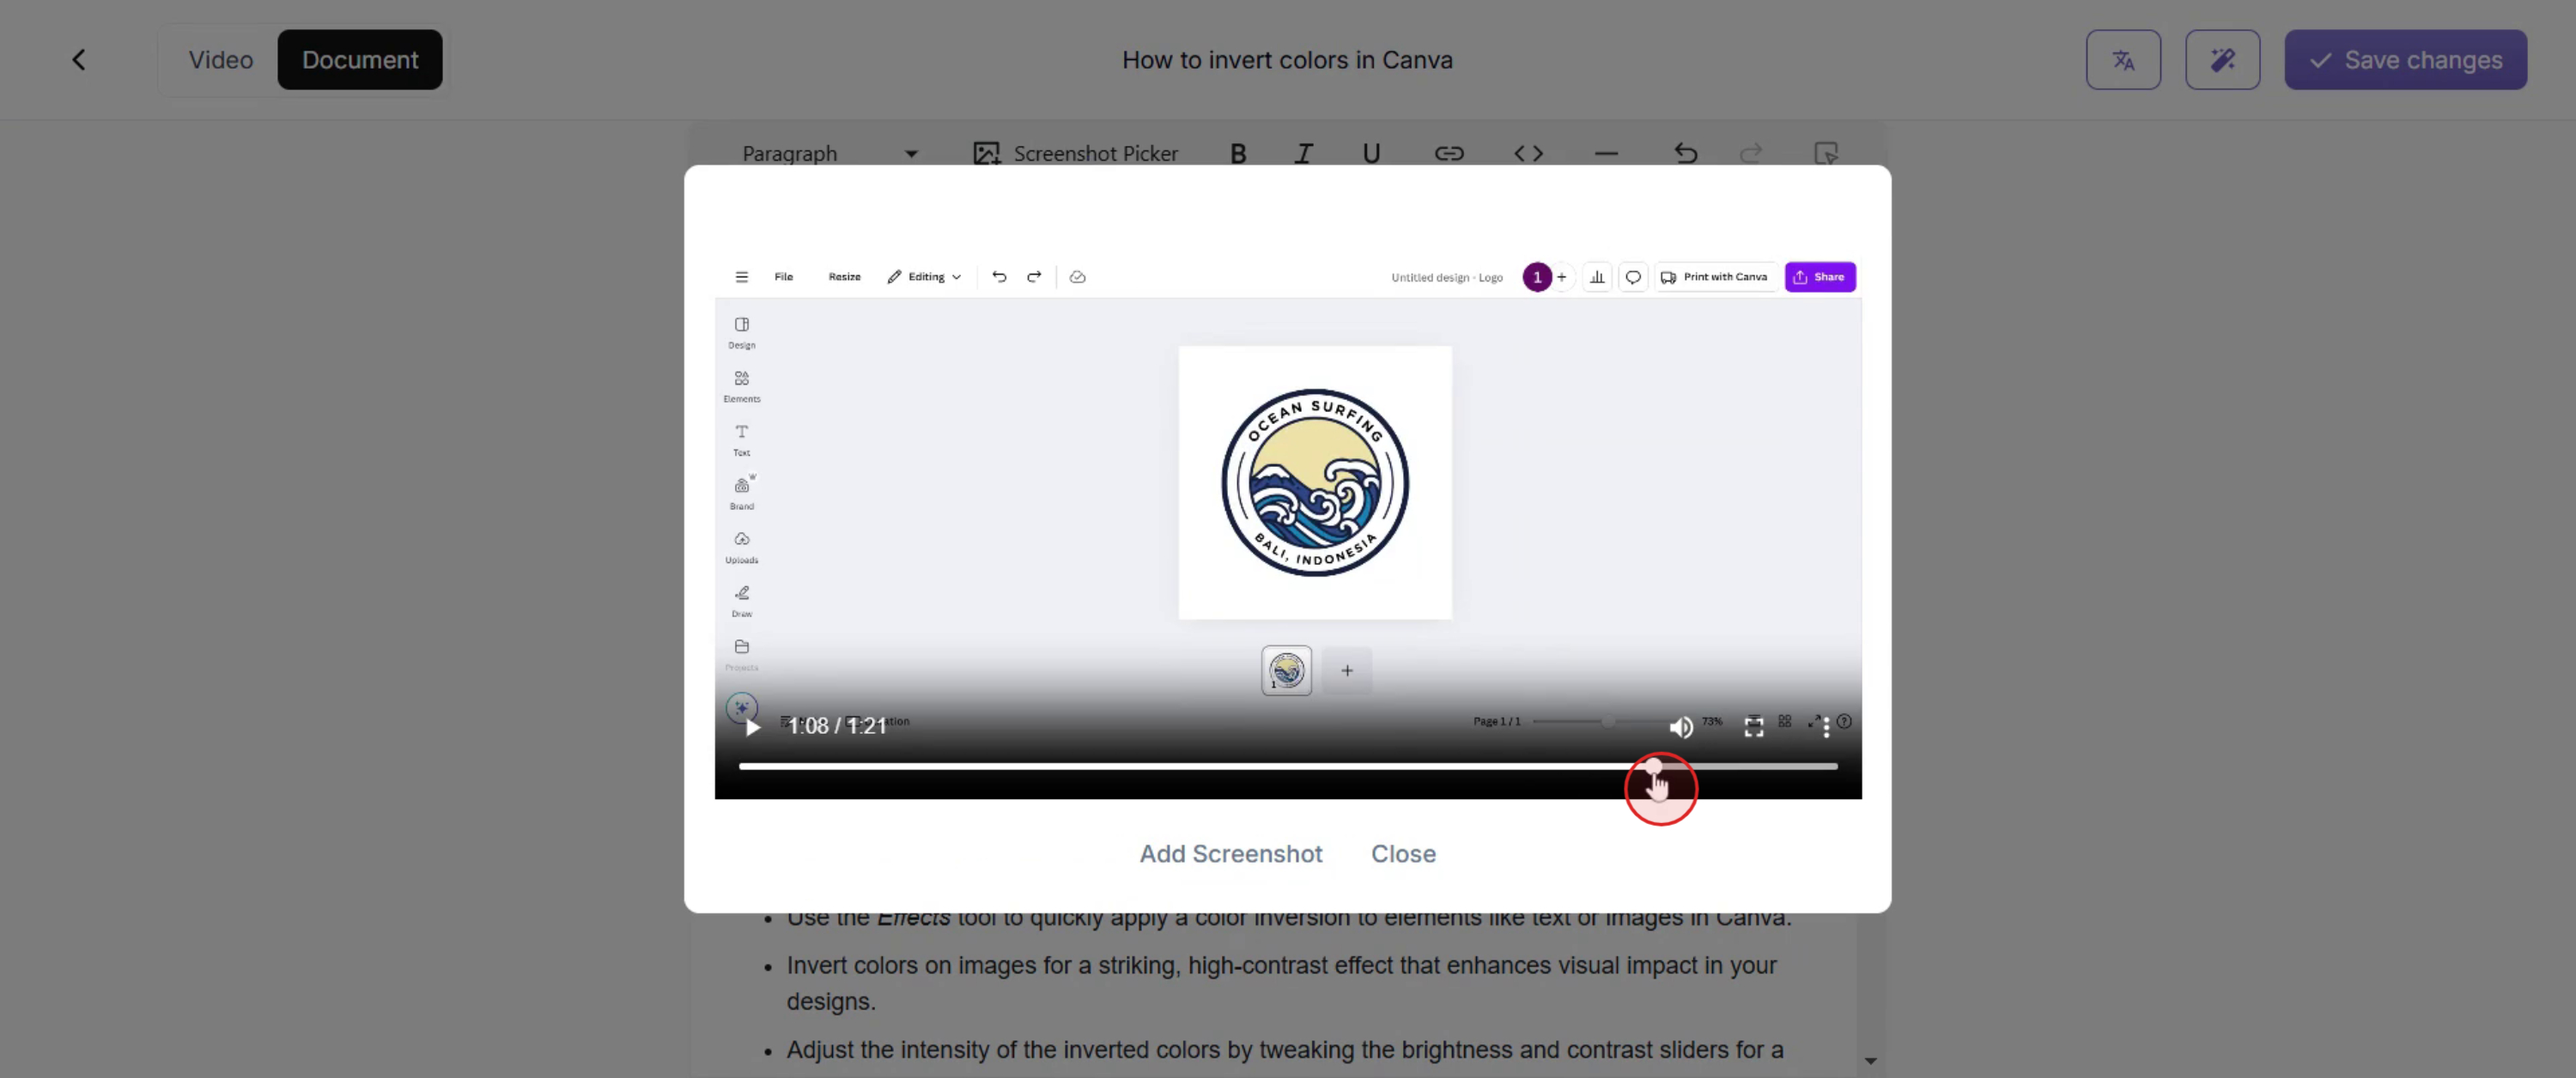 Video
Document
How to invert colors in Canva
Save changes
Paragraph
Screenshot Picker
B I U
File
Resize
Editing
Untitled design - Logo
1
+
Print with Canva
Share
Design
Elements
Text
Brand
Uploads
Draw
Projects
OCEAN SURFING
BALI, INDONESIA
1
+
1:08 / 1:21
Page 1 / 1
73%
Add Screenshot
Close
Use the Effects tool to quickly apply a color inversion to elements like text or images in Canva.
Invert colors on images for a striking, high-contrast effect that enhances visual impact in your
designs.
Adjust the intensity of the inverted colors by tweaking the brightness and contrast sliders for a